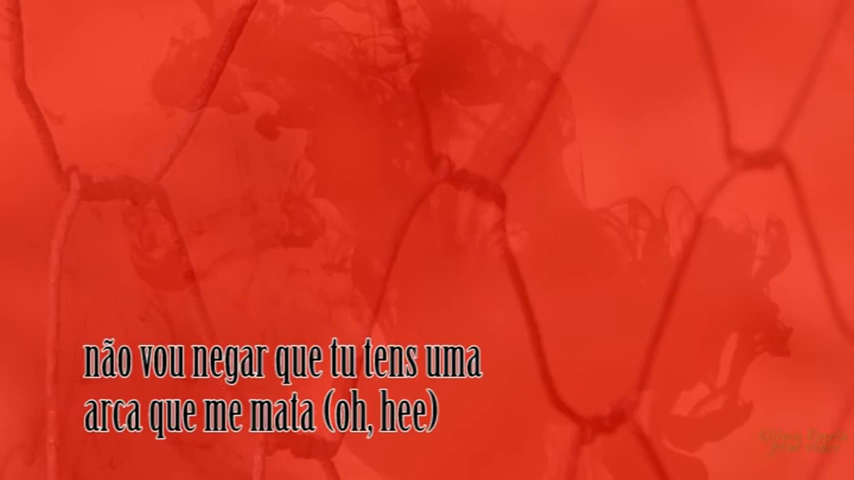 não vou negar que tu tens uma
arca que me mata (oh, hee)